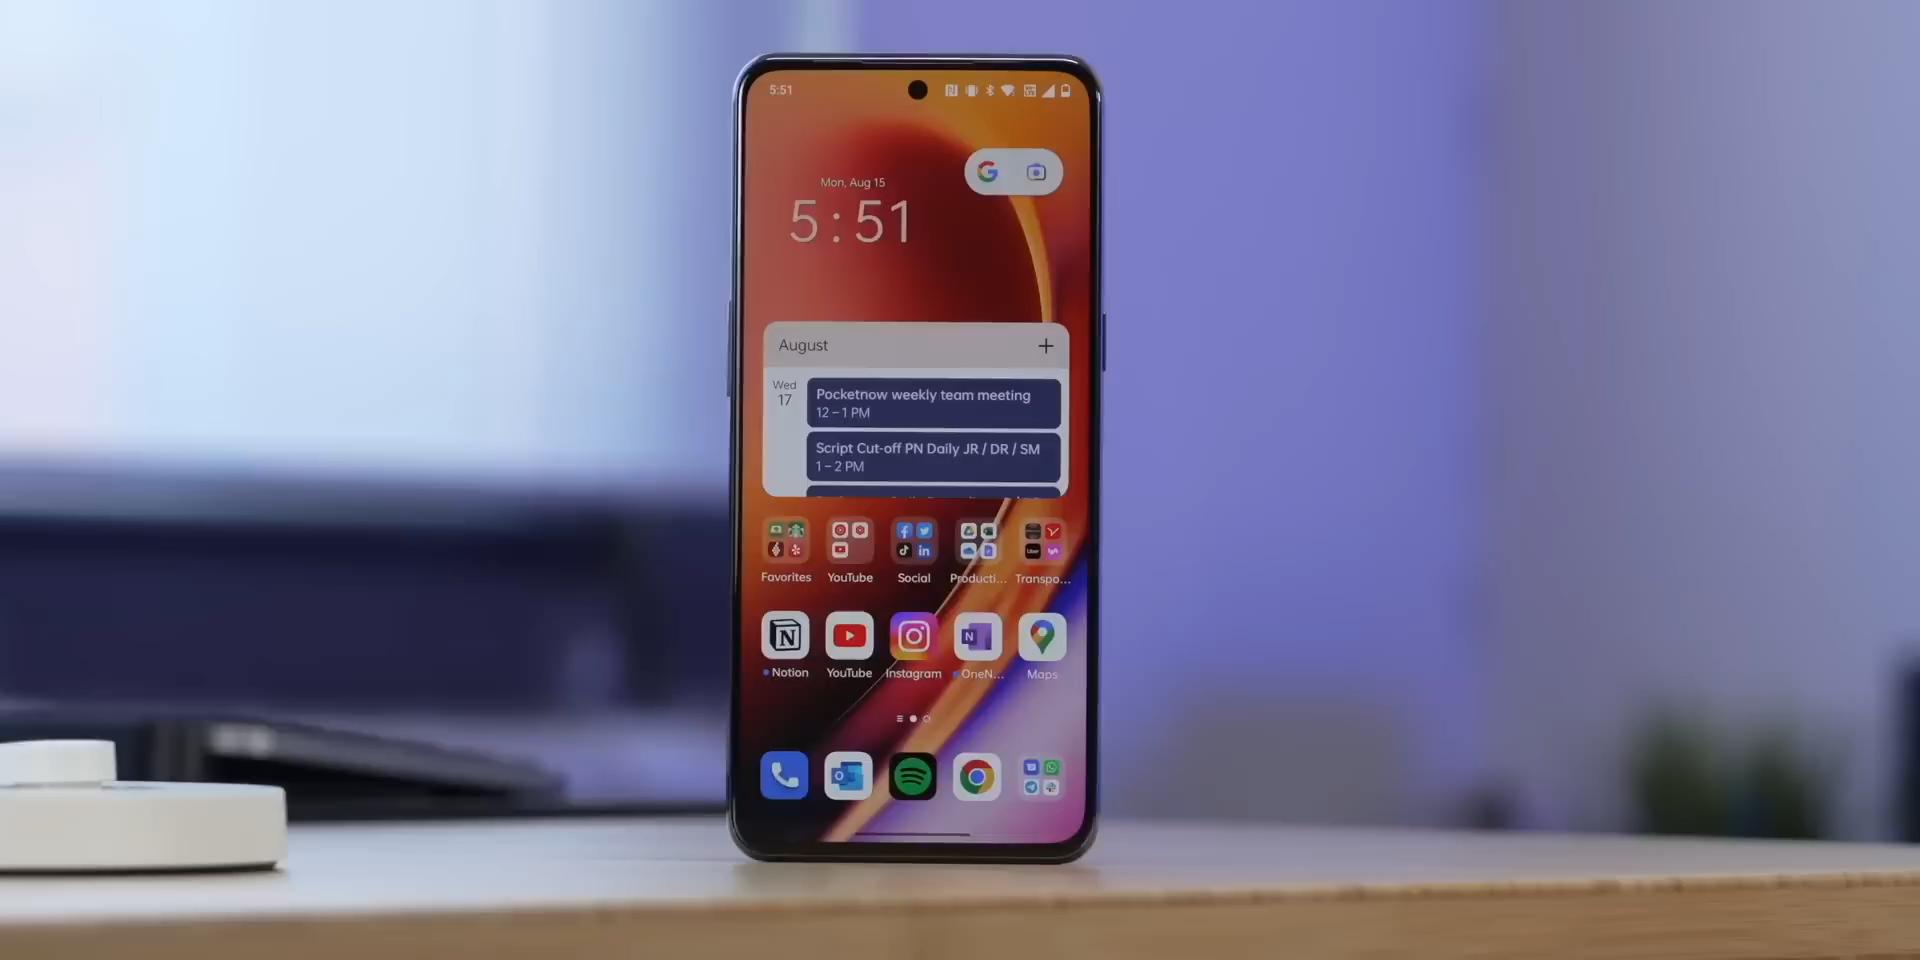 5:51
Mon, Aug 15
5:51
August
Wed
17
Pocketnow weekly team meeting
12 – 1 PM
Script Cut-off PN Daily JR / DR / SM
1 – 2 PM
Favorites YouTube Social Producti... Transpo...
Notion YouTube Instagram OneN... Maps